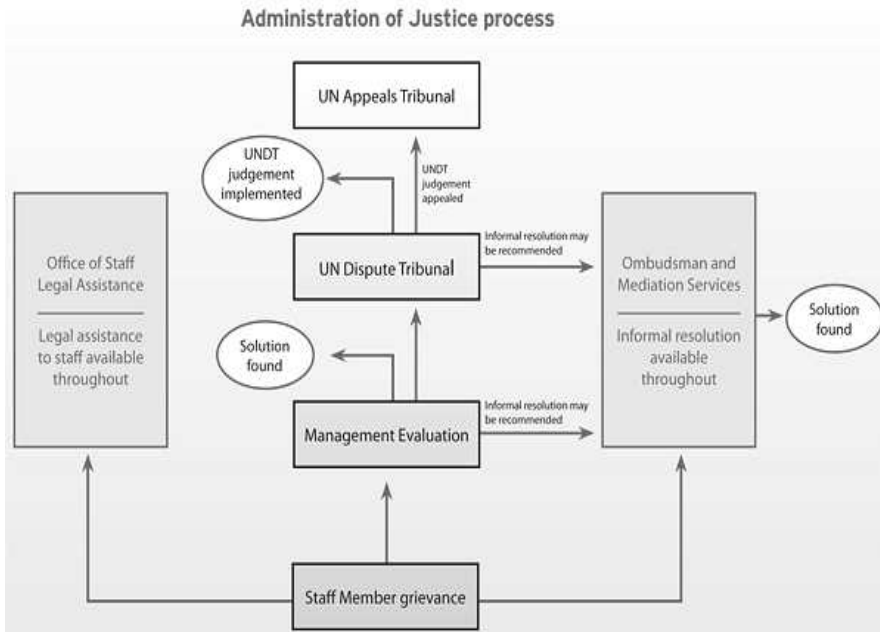 Administration of Justice process
UN Appeals Tribunal
UNDT
judgement
implemented
UNDT
judgement
appealed
Office of Staff
Legal Assistance
Legal assistance
to staff available
throughout
UN Dispute Tribunal
Informal resolution may
be recommended
Ombudsman and
Mediation Services
Informal resolution
available
throughout
Solution
found
Solution
found
Management Evaluation
Informal resolution may
be recommended
Staff Member grievance